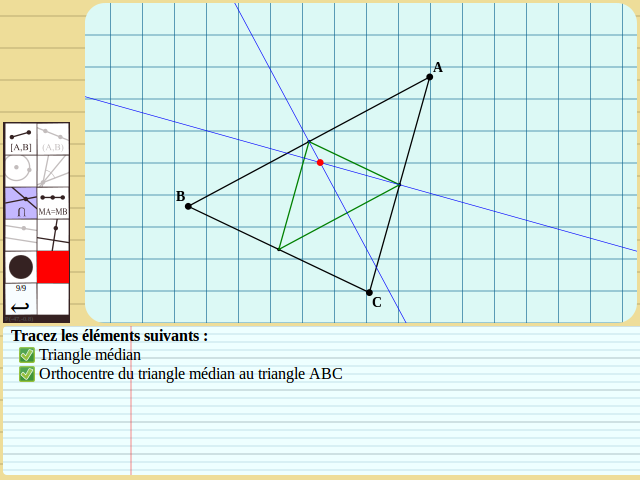 A
[A,B]
(A,B)
B
∩
MA=MB
9/9
C
Tracez les éléments suivants :
Triangle médian
Orthocentre du triangle médian au triangle ABC